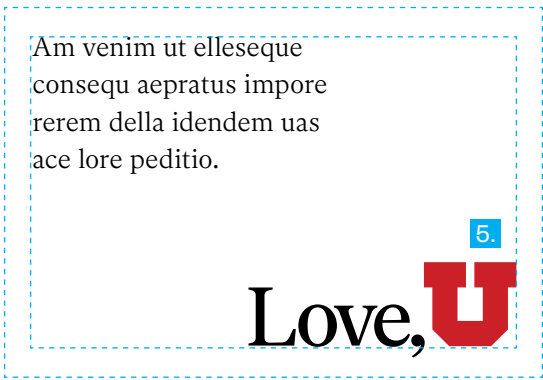 Am venim ut elleseque
consequ aepratus impore
rerem della idendem uas
ace lore peditio.
5.
Love, U